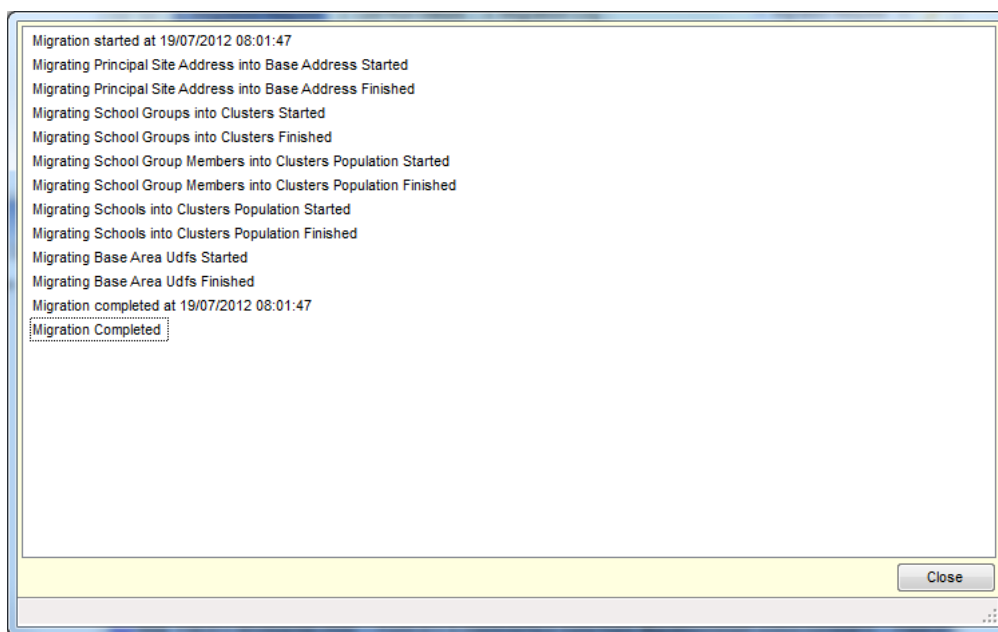 Migration started at 19/07/2012 08:01:47
Migrating Principal Site Address into Base Address Started
Migrating Principal Site Address into Base Address Finished
Migrating School Groups into Clusters Started
Migrating School Groups into Clusters Finished
Migrating School Group Members into Clusters Population Started
Migrating School Group Members into Clusters Population Finished
Migrating Schools into Clusters Population Started
Migrating Schools into Clusters Population Finished
Migrating Base Area Udfs Started
Migrating Base Area Udfs Finished
Migration completed at 19/07/2012 08:01:47
Migration Completed
Close